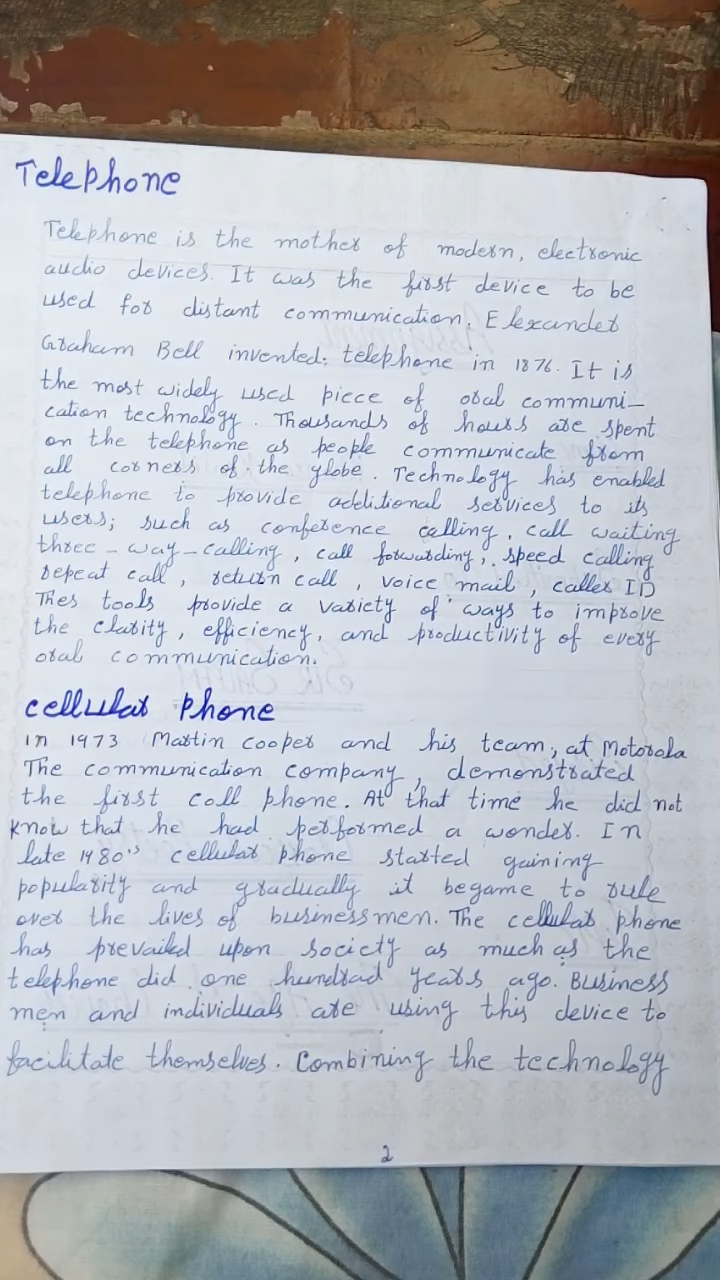 Telephone
Telephone is the mother of modern, electronic
audio devices. It was the first device to be
used for distant communication. Elexander
Graham Bell invented: telephone in 1876. It is
the most widely used piece of oral communi-
cation technology. Thousands of hours are spent
on the telephone as people communicate from
all corners of the globe. Technology has enabled
telephone to provide additional services to its
users; such as conference calling, call waiting
three-way-calling, call forwarding, speed calling
repeat call, return call, voice mail, caller ID
Thes tools provide a variety of ways to improve
the clarity, efficiency, and productivity of every
oral communication.
cellular phone
in 1973 Martin cooper and his team, at Motorola
The communication company, demonstrated
the first coll phone. At that time he did not
know that he had performed a wonder. In
late 1980's cellular phone started gaining
popularity and gradually it begame to rule
over the lives of businessmen. The cellular phone
has prevailed upon society as much as the
telephone did one hundrad years ago. Business
men and individuals are using this device to
facilitate themselves. Combining the technology
2